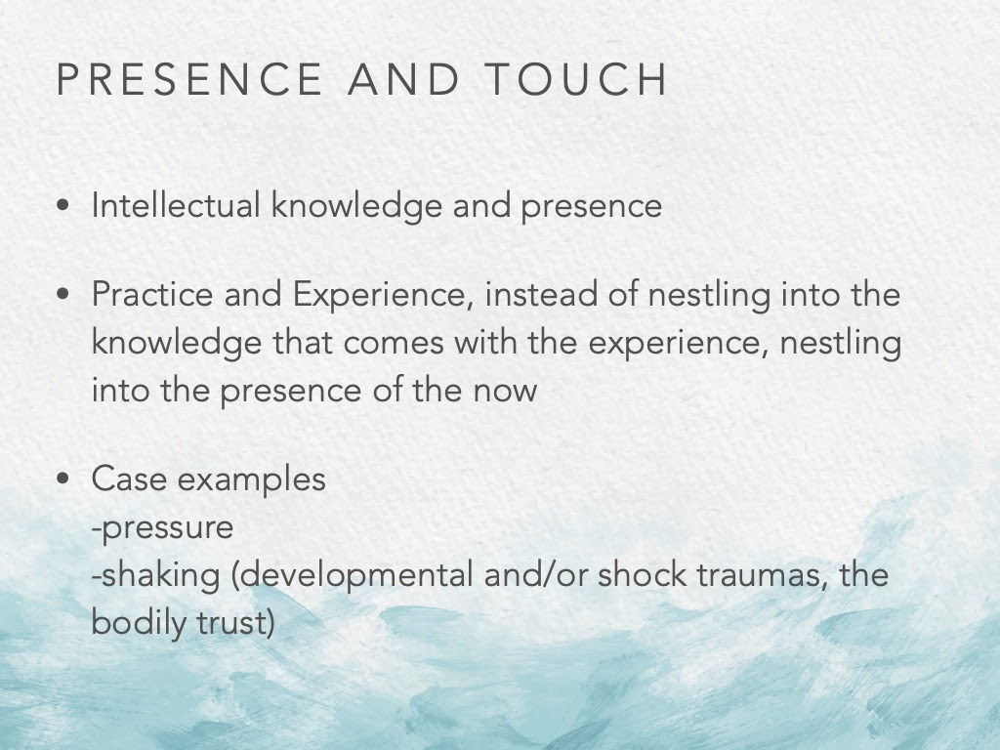 PRESENCE AND TOUCH
• Intellectual knowledge and presence
• Practice and Experience, instead of nestling into the
knowledge that comes with the experience, nestling
into the presence of the now
• Case examples
-pressure
-shaking (developmental and/or shock traumas, the
bodily trust)